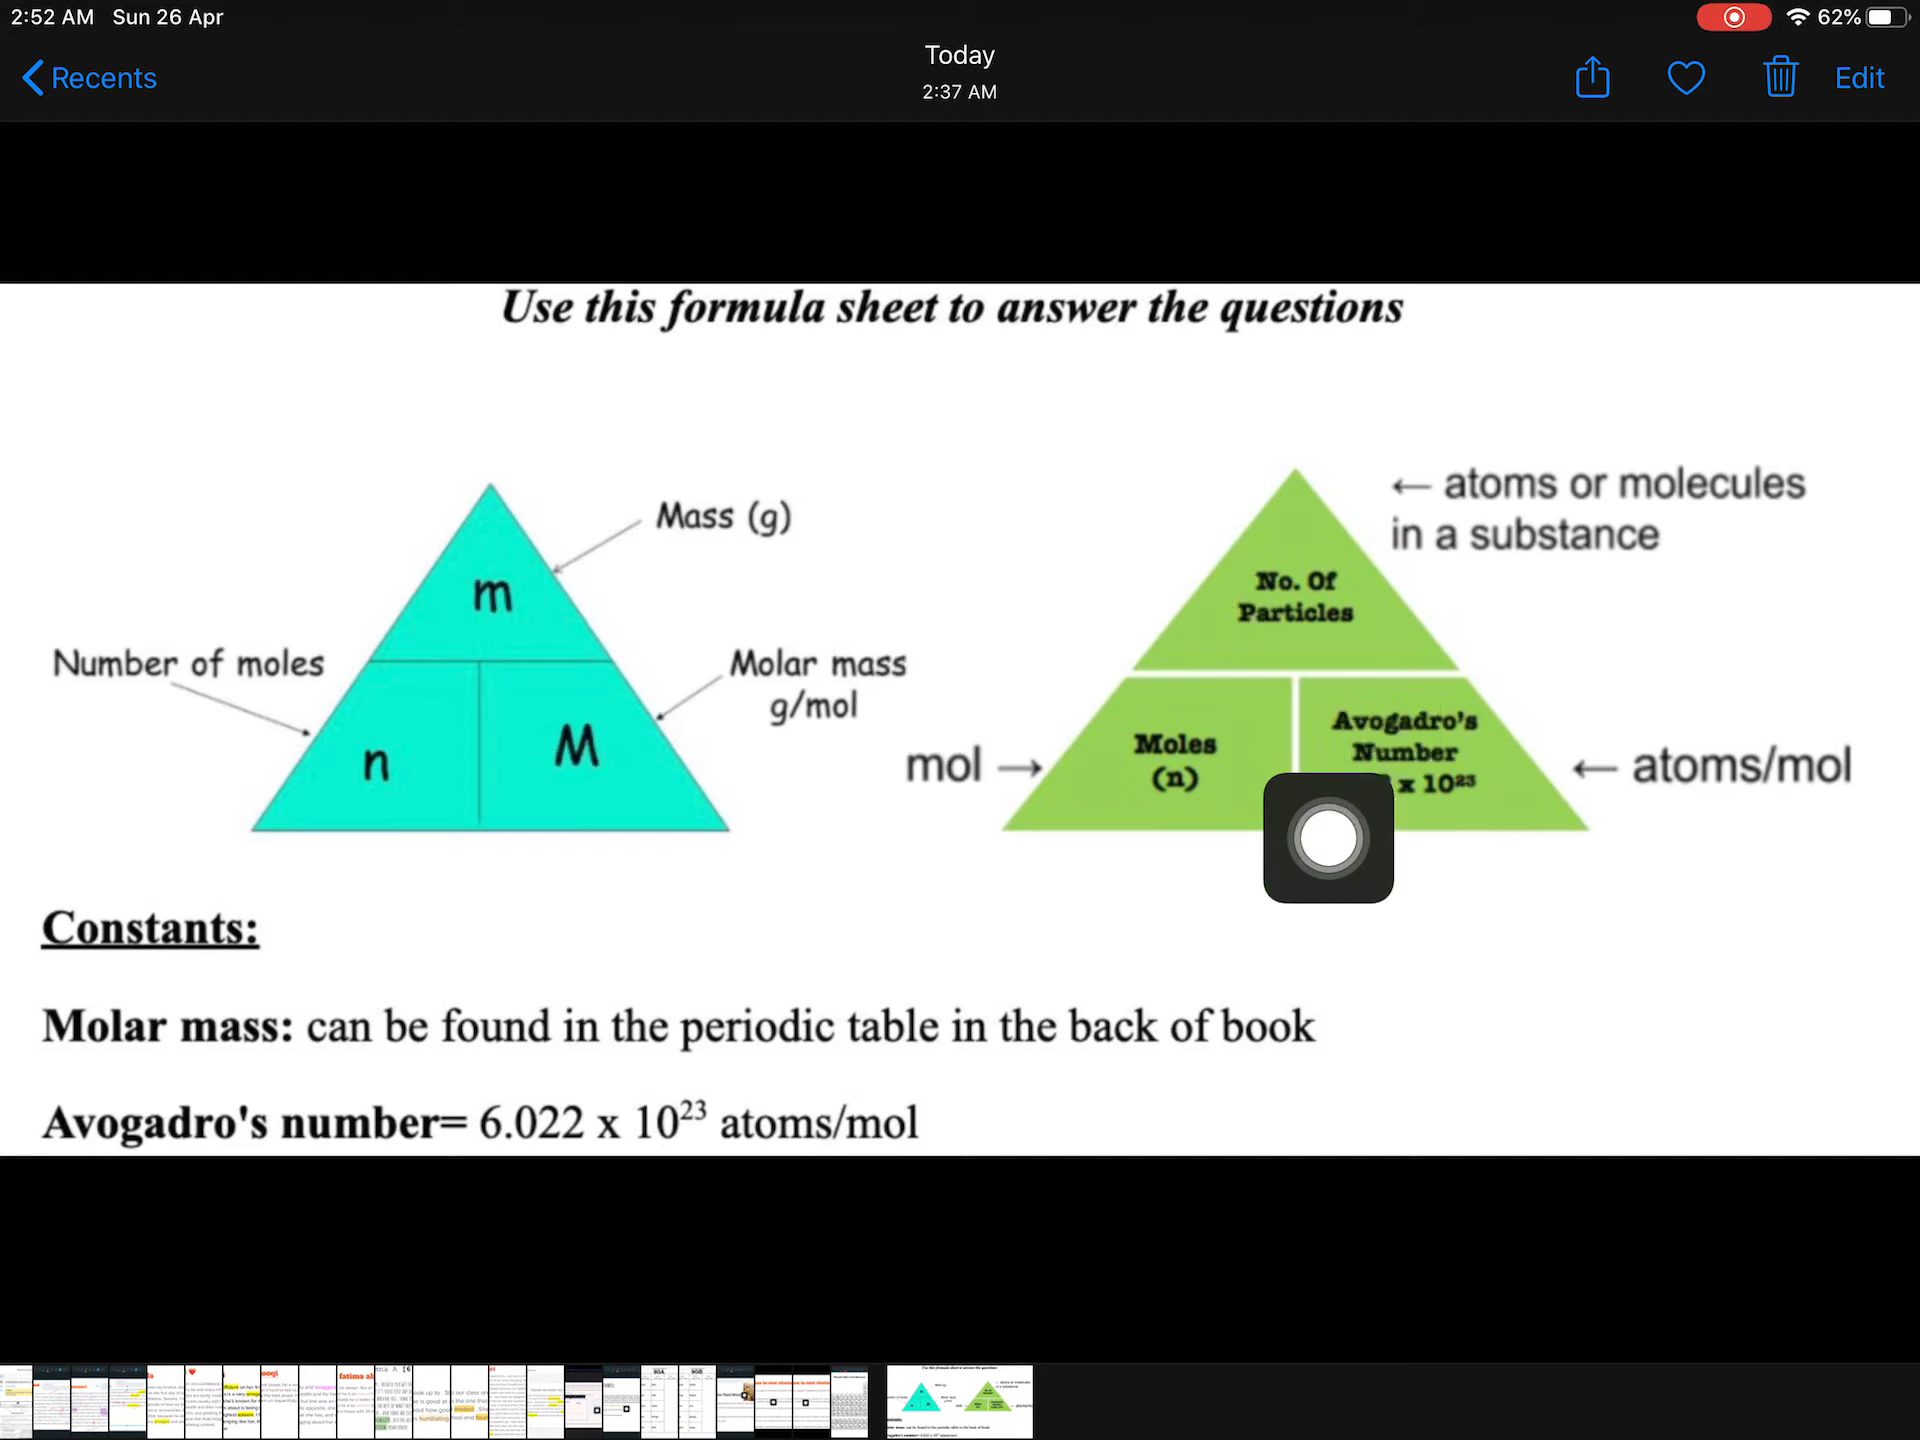 2:52 AM Sun 26 Apr
62%
Recents
Today
2:37 AM
Edit
Use this formula sheet to answer the questions
Mass (g)
m
Number of moles
Molar mass
g/mol
n
M
← atoms or molecules
in a substance
No. Of
Particles
mol →
Moles
(n)
Avogadro's
Number
x 10²³
← atoms/mol
Constants:
Molar mass: can be found in the periodic table in the back of book
Avogadro's number= 6.022 x 10²³ atoms/mol